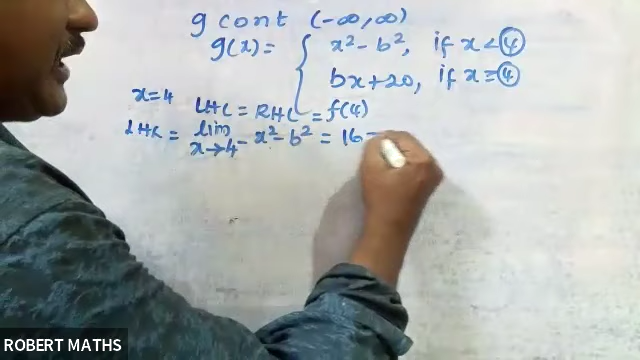 g cont (-∞,∞)
g(x) = { x² - b², if x < 4
bx + 20, if x ≥ 4
x=4 LHL = RHL = f(4)
LHL = lim x→4- x² - b² = 16 -
ROBERT MATHS